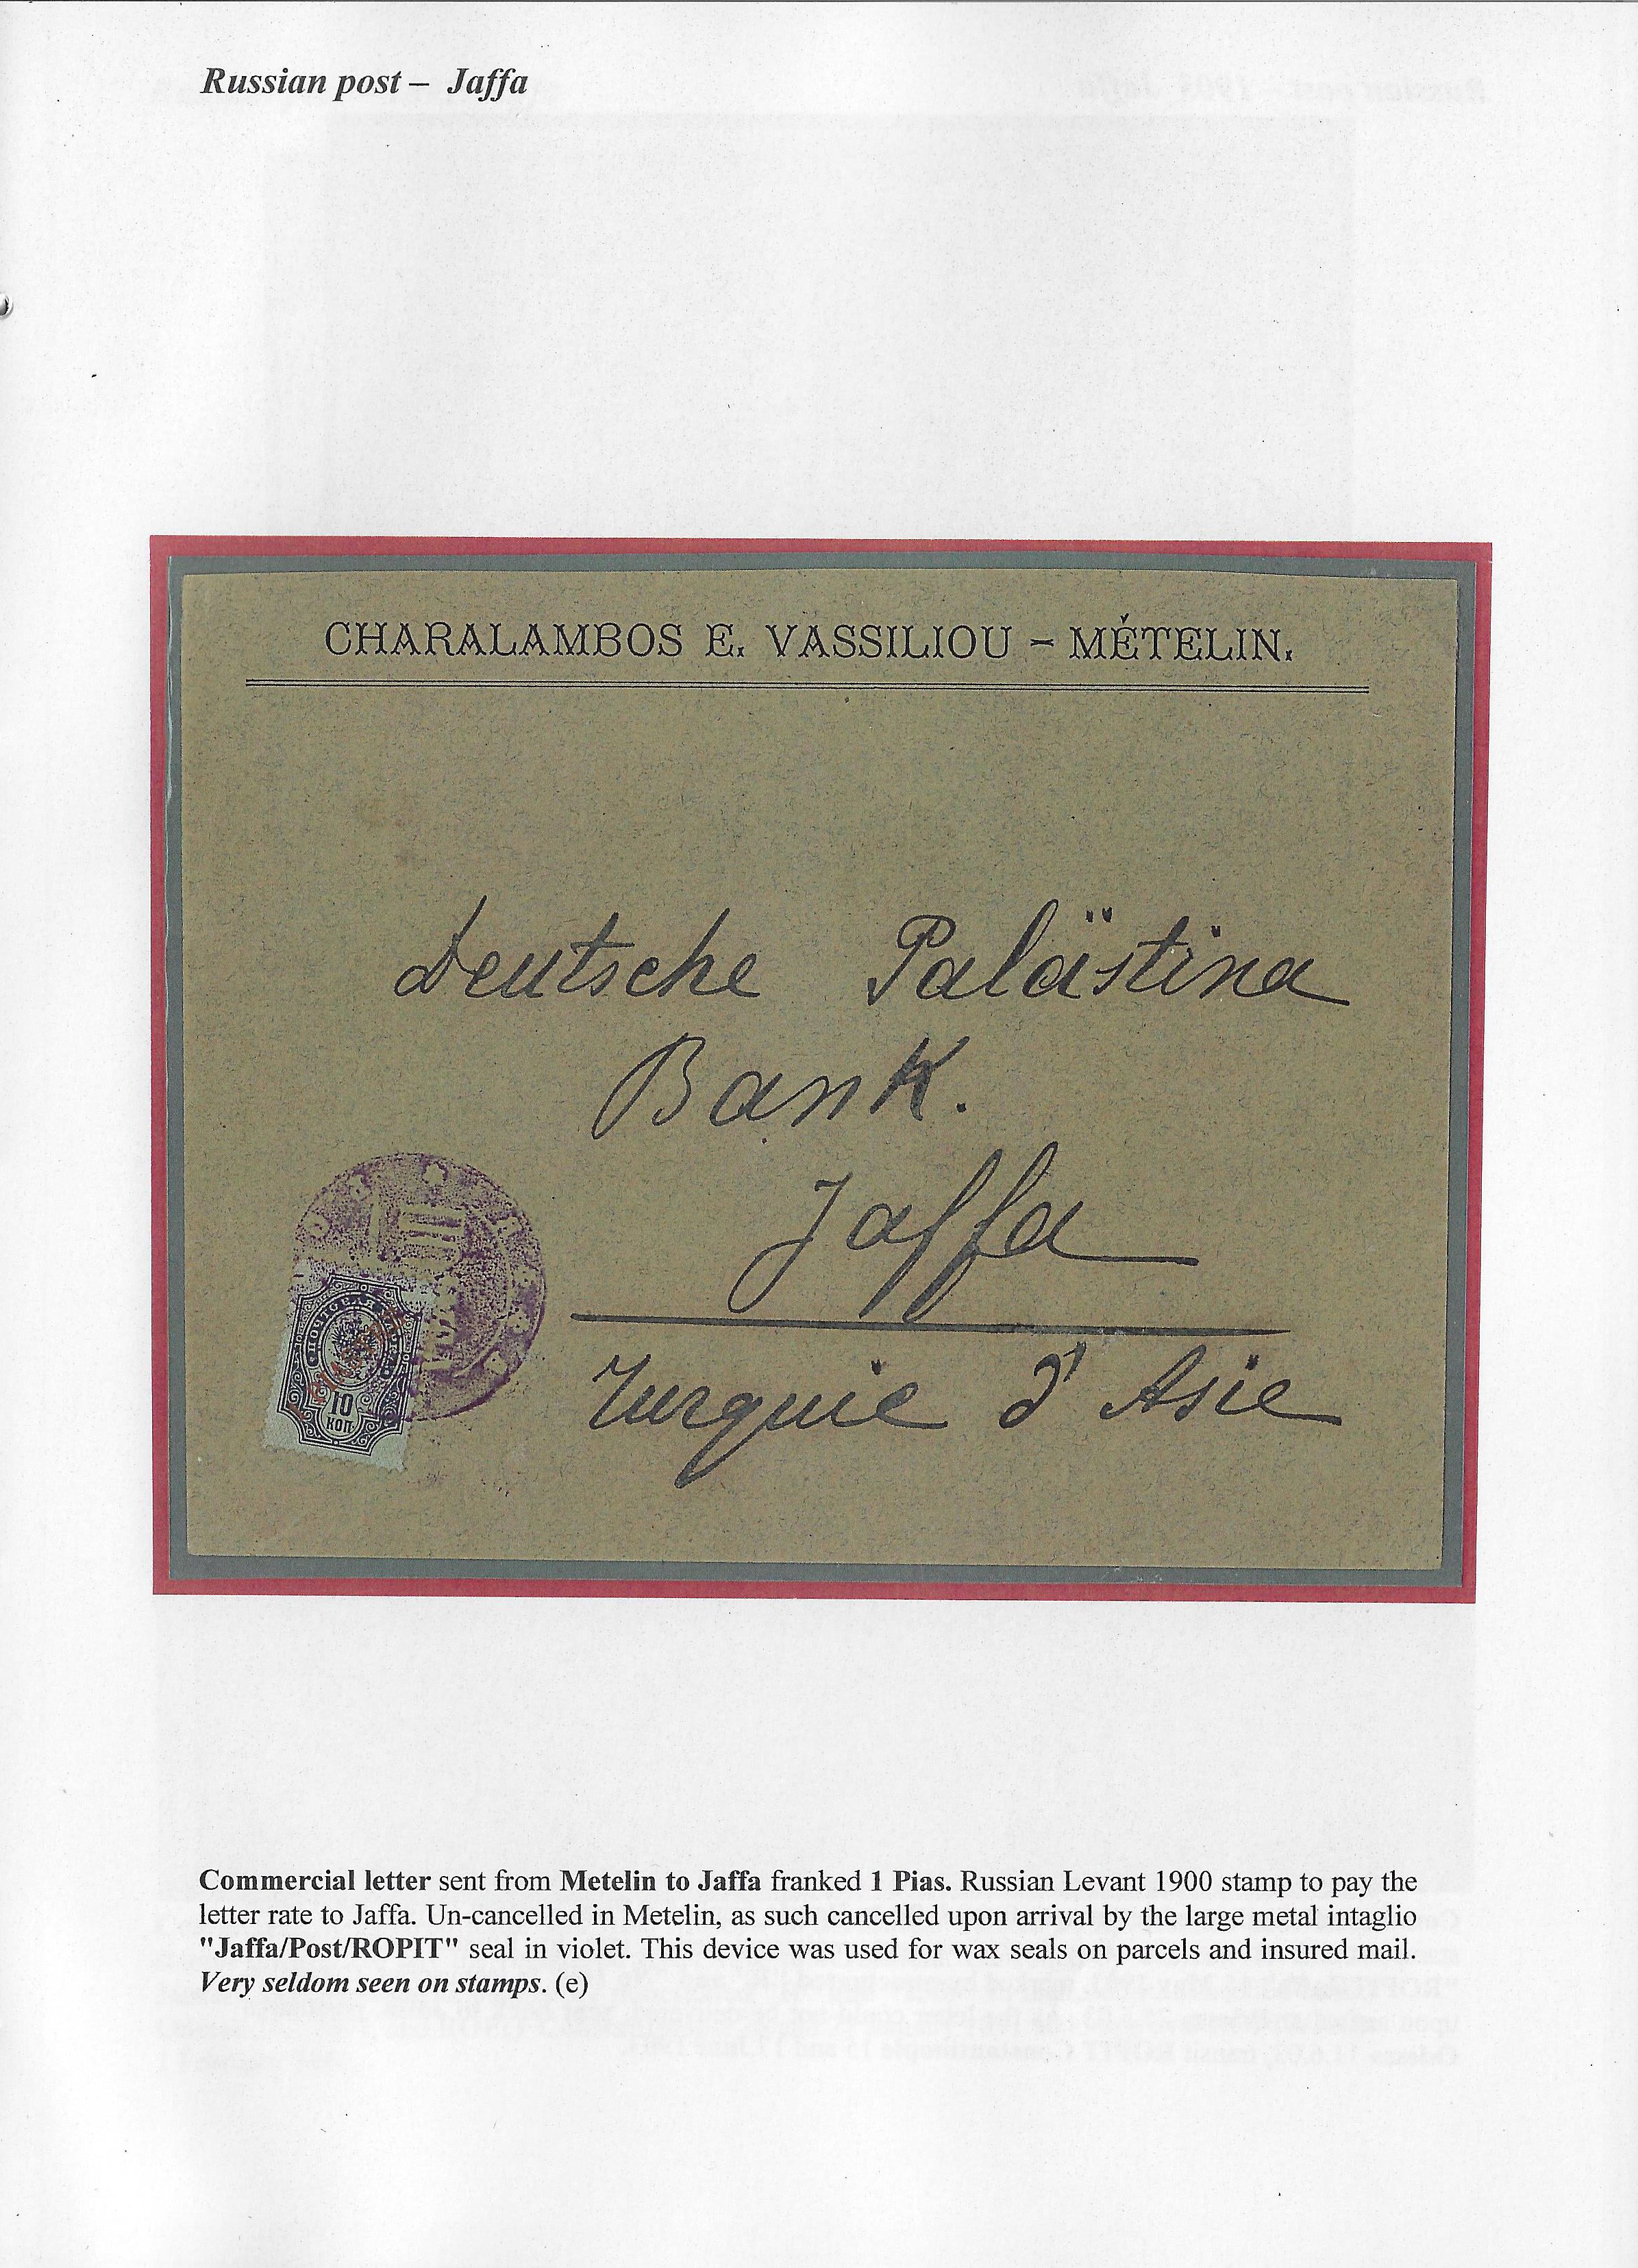 Russian post – Jaffa
CHARALAMBOS E. VASSILIOU – MÉTELIN.
Deutsche Palästina
Bank.
Jaffa
Turquie d'Asie
10
КОП.
Commercial letter sent from Metelin to Jaffa franked 1 Pias. Russian Levant 1900 stamp to pay the
letter rate to Jaffa. Un-cancelled in Metelin, as such cancelled upon arrival by the large metal intaglio
"Jaffa/Post/ROPIT" seal in violet. This device was used for wax seals on parcels and insured mail.
Very seldom seen on stamps. (e)